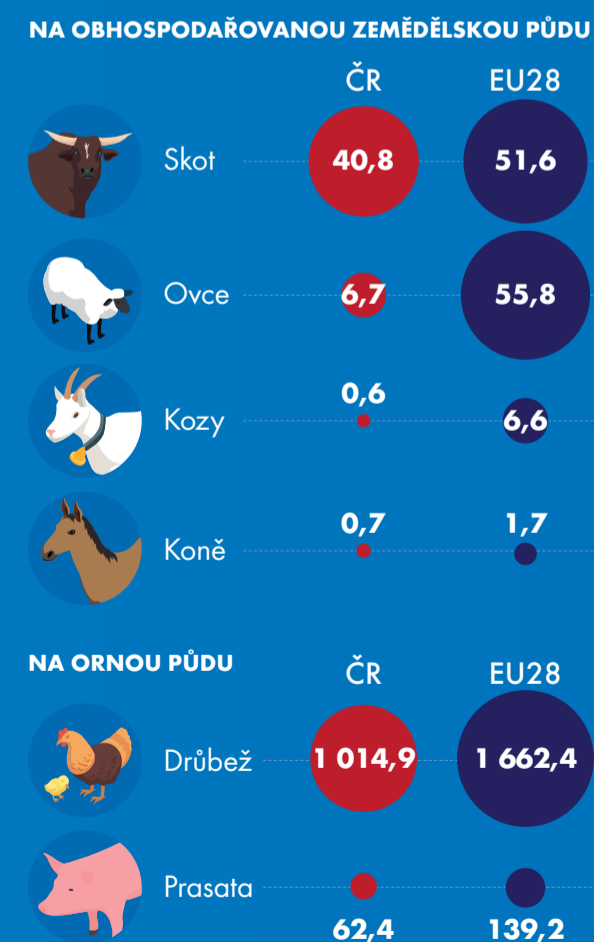 NA OBHOSPODAŘOVANOU ZEMĚDĚLSKOU PŮDU
ČR EU28
Skot 40,8 51,6
Ovce 6,7 55,8
Kozy 0,6 6,6
Koně 0,7 1,7
NA ORNOU PŮDU
ČR EU28
Drůbež 1 014,9 1 662,4
Prasata 62,4 139,2